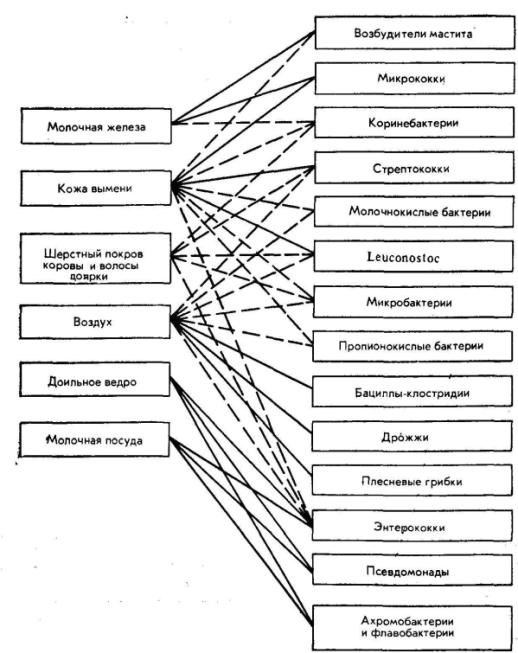 Молочная железа
Кожа вымени
Шерстный покров
коровы и волосы
доярки
Воздух
Доильное ведро
Молочная посуда
Возбудители мастита
Микрококки
Коринебактерии
Стрептококки
Молочнокислые бактерии
Leuconostoc
Микробактерии
Пропионокислые бактерии
Бациллы-клостридии
Дрожжи
Плесневые грибки
Энтерококки
Псевдомонады
Ахромобактерии
и флавобактерии